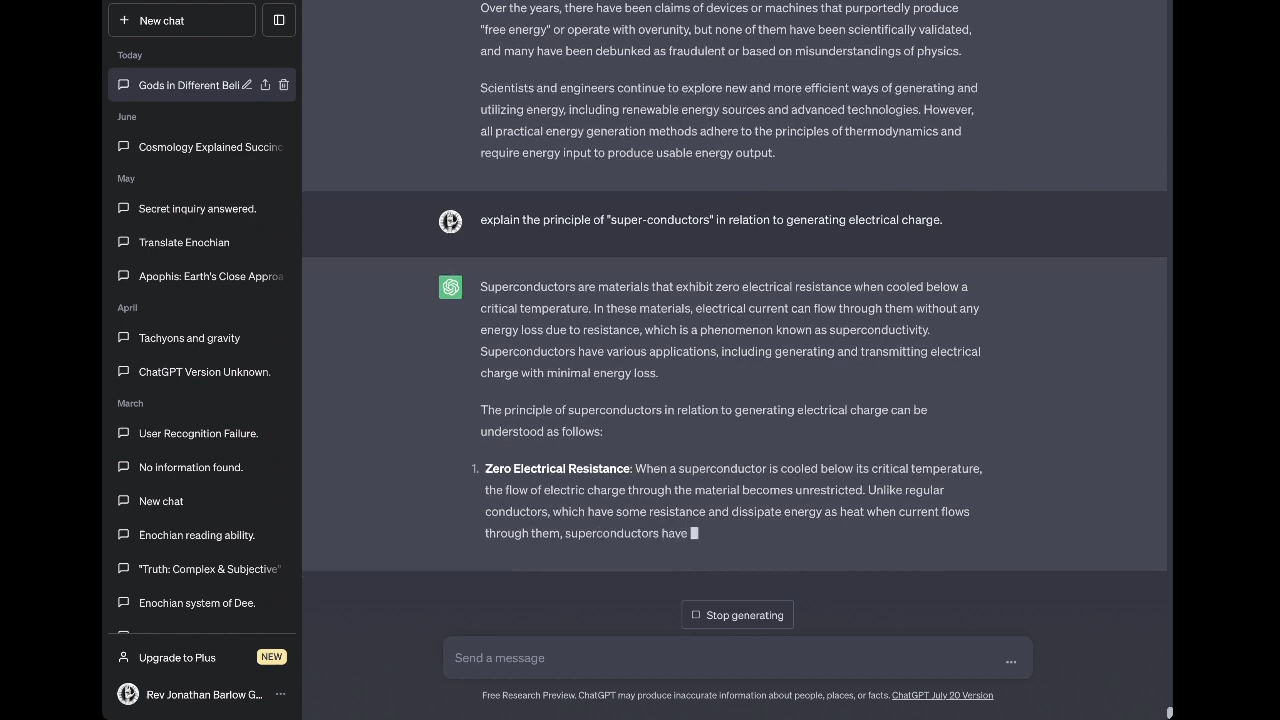 New chat
Today
Gods in Different Beli
June
Cosmology Explained Succinc
May
Secret inquiry answered.
Translate Enochian
Apophis: Earth's Close Approa
April
Tachyons and gravity
ChatGPT Version Unknown.
March
User Recognition Failure.
No information found.
New chat
Enochian reading ability.
"Truth: Complex & Subjective"
Enochian system of Dee.
Upgrade to Plus NEW
Rev Jonathan Barlow G...
Over the years, there have been claims of devices or machines that purportedly produce
"free energy" or operate with overunity, but none of them have been scientifically validated,
and many have been debunked as fraudulent or based on misunderstandings of physics.
Scientists and engineers continue to explore new and more efficient ways of generating and
utilizing energy, including renewable energy sources and advanced technologies. However,
all practical energy generation methods adhere to the principles of thermodynamics and
require energy input to produce usable energy output.
explain the principle of "super-conductors" in relation to generating electrical charge.
Superconductors are materials that exhibit zero electrical resistance when cooled below a
critical temperature. In these materials, electrical current can flow through them without any
energy loss due to resistance, which is a phenomenon known as superconductivity.
Superconductors have various applications, including generating and transmitting electrical
charge with minimal energy loss.
The principle of superconductors in relation to generating electrical charge can be
understood as follows:
1. Zero Electrical Resistance: When a superconductor is cooled below its critical temperature,
the flow of electric charge through the material becomes unrestricted. Unlike regular
conductors, which have some resistance and dissipate energy as heat when current flows
through them, superconductors have
Stop generating
Send a message
Free Research Preview. ChatGPT may produce inaccurate information about people, places, or facts. ChatGPT July 20 Version